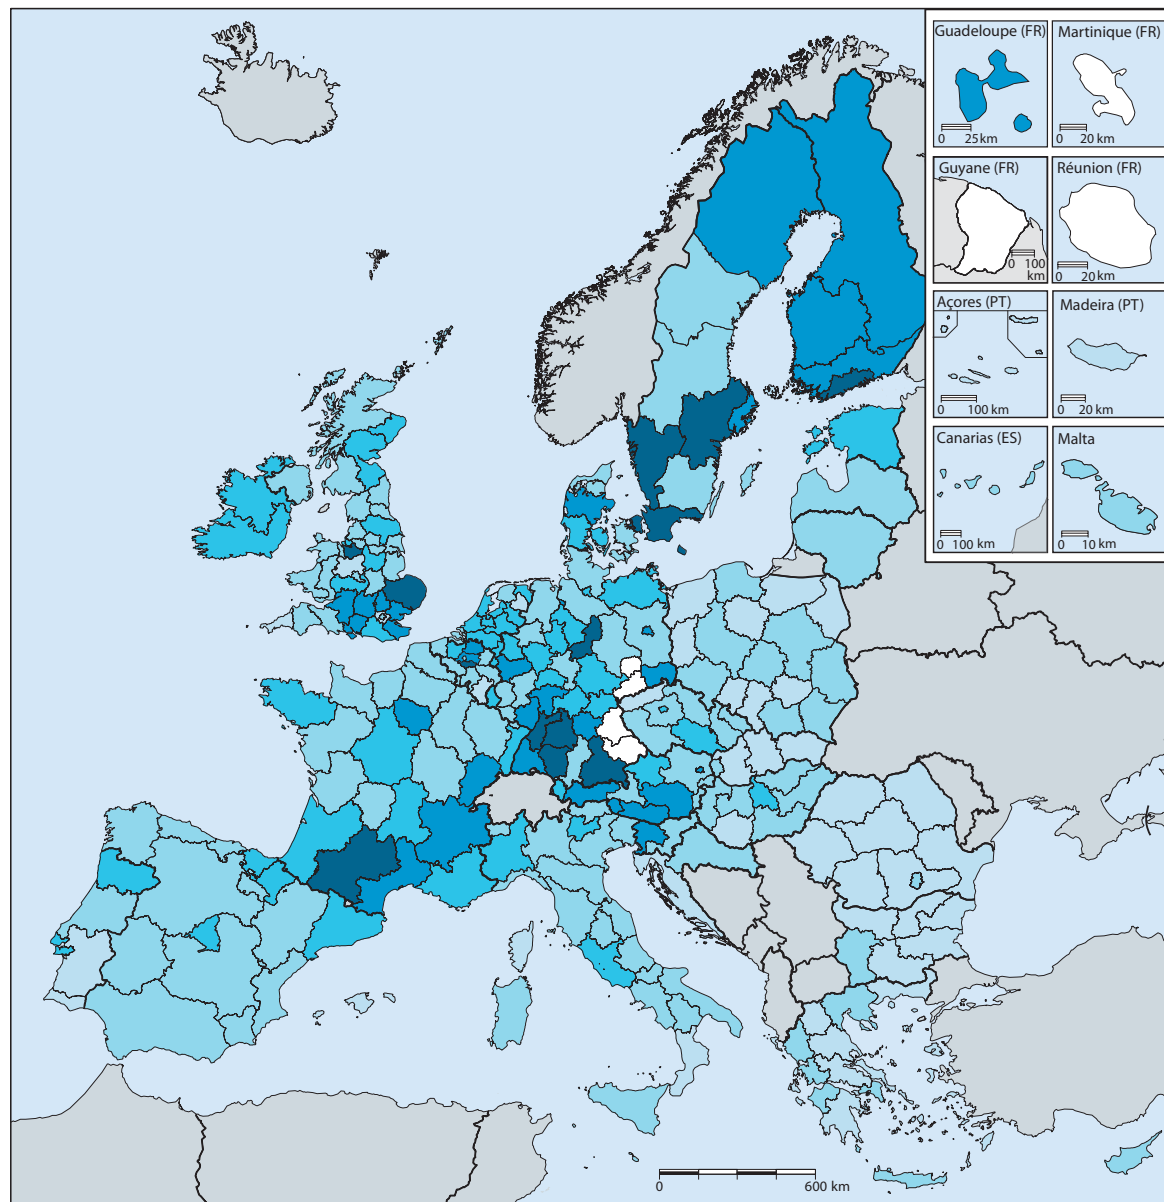 Guadeloupe (FR)
0 25 km
Martinique (FR)
0 20 km
Guyane (FR)
0 100
km
Réunion (FR)
0 20 km
Açores (PT)
0 100 km
Madeira (PT)
0 20 km
Canarias (ES)
0 100 km
Malta
0 10 km
0 600 km